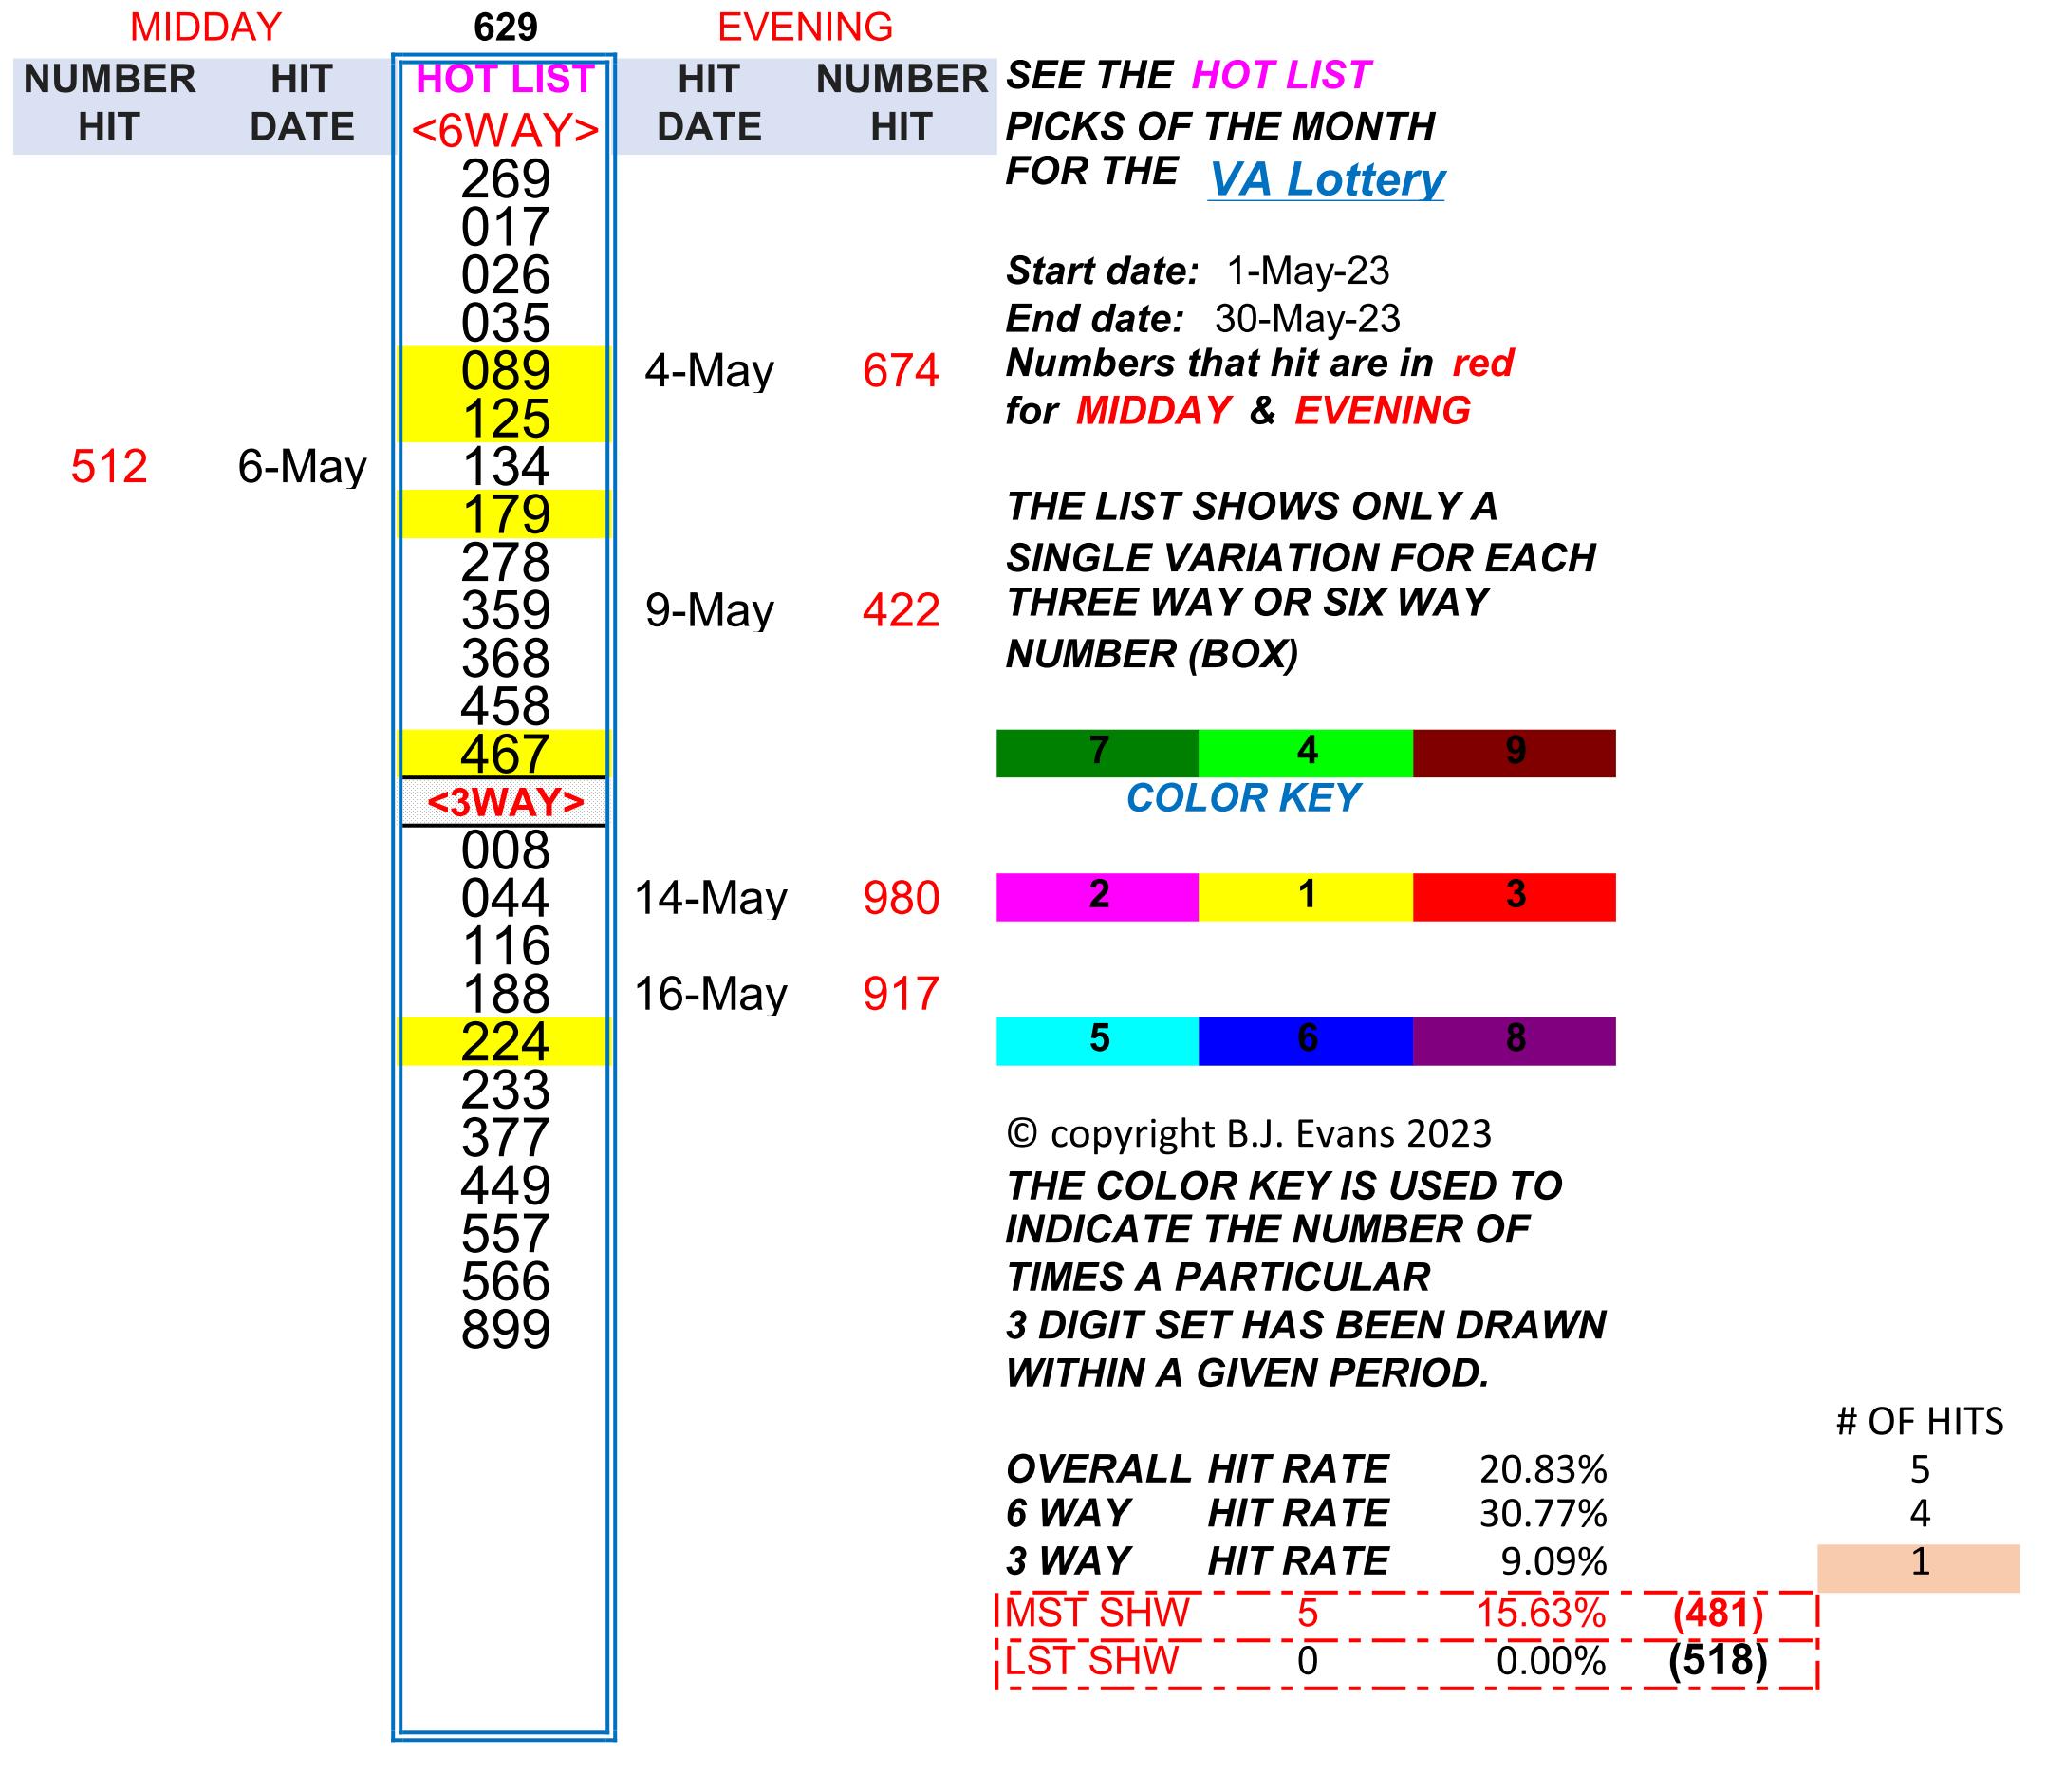 MIDDAY 629 EVENING
NUMBER HIT HOT LIST HIT NUMBER SEE THE HOT LIST
HIT DATE <6WAY> DATE HIT PICKS OF THE MONTH
269 FOR THE VA Lottery
017
026 Start date: 1-May-23
035 End date: 30-May-23
089 4-May 674 Numbers that hit are in red
125 for MIDDAY & EVENING
512 6-May 134
179 THE LIST SHOWS ONLY A
278 SINGLE VARIATION FOR EACH
359 9-May 422 THREE WAY OR SIX WAY
368 NUMBER (BOX)
458
467 7 4 9
<3WAY> COLOR KEY
008
044 14-May 980 2 1 3
116
188 16-May 917
224 5 6 8
233
377 © copyright B.J. Evans 2023
449 THE COLOR KEY IS USED TO
557 INDICATE THE NUMBER OF
566 TIMES A PARTICULAR
899 3 DIGIT SET HAS BEEN DRAWN
WITHIN A GIVEN PERIOD.
# OF HITS
OVERALL HIT RATE 20.83% 5
6 WAY HIT RATE 30.77% 4
3 WAY HIT RATE 9.09% 1
MST SHW 5 15.63% (481)
LST SHW 0 0.00% (518)